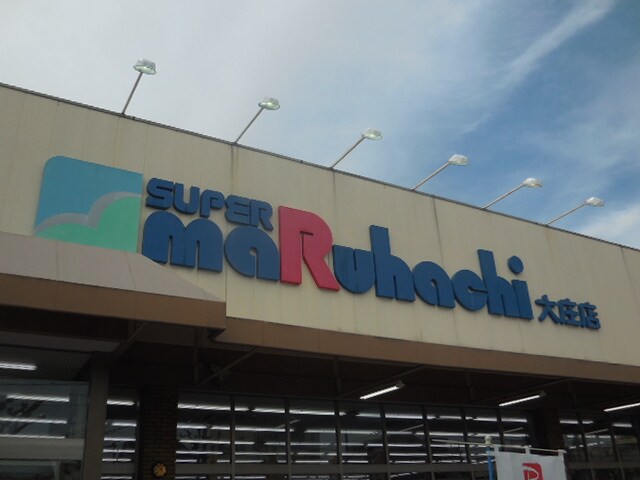 SUPER
maRuhachi 大庄店